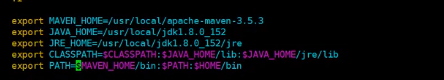 export MAVEN_HOME=/usr/local/apache-maven-3.5.3
export JAVA_HOME=/usr/local/jdk1.8.0_152
export JRE_HOME=/usr/local/jdk1.8.0_152/jre
export CLASSPATH=$CLASSPATH:$JAVA_HOME/lib:$JAVA_HOME/jre/lib
export PATH=$MAVEN_HOME/bin:$PATH:$HOME/bin